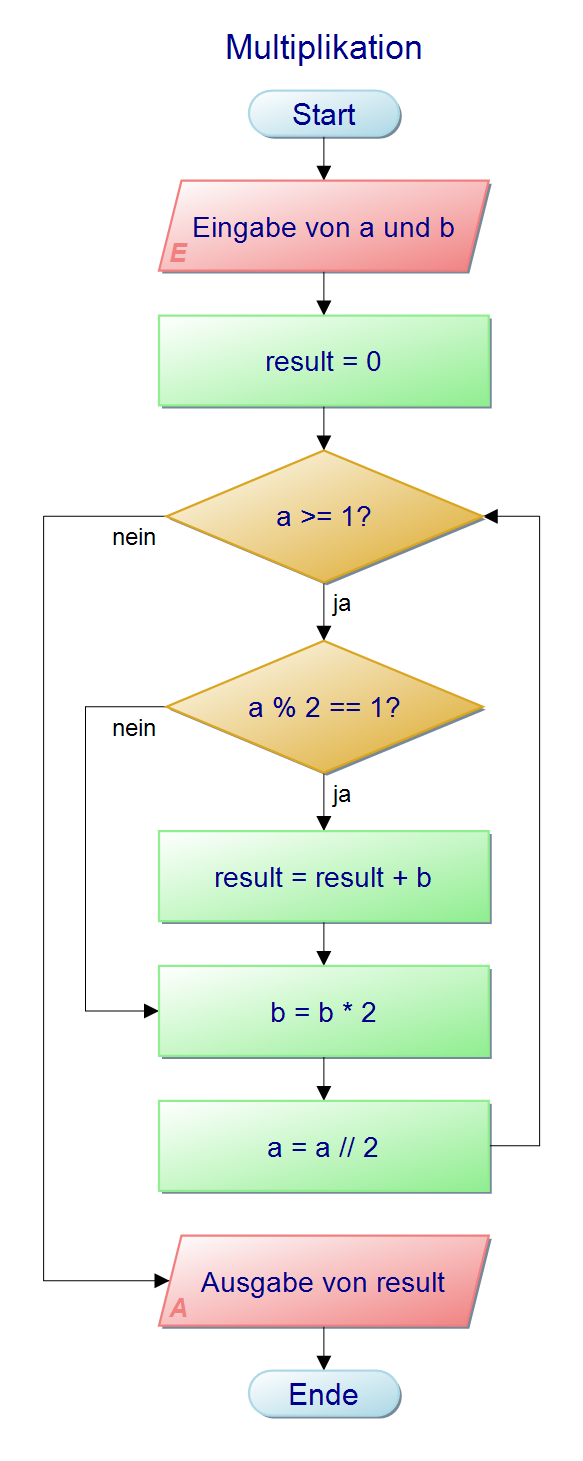 Multiplikation
Start
Eingabe von a und b
E
result = 0
a >= 1?
nein
ja
a % 2 == 1?
nein
ja
result = result + b
b = b * 2
a = a // 2
Ausgabe von result
A
Ende